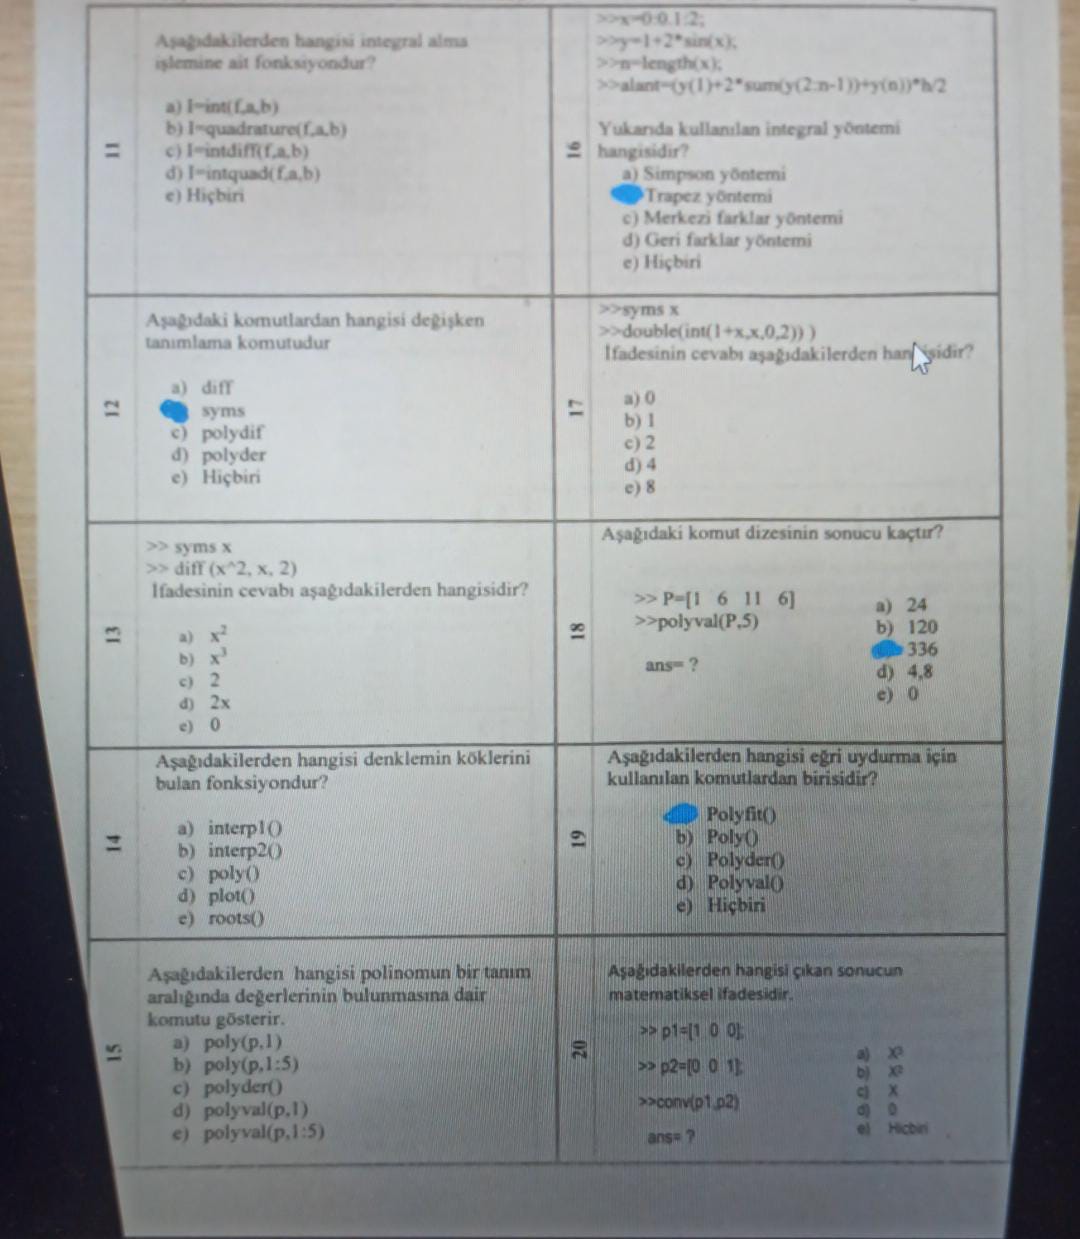 11
Aşağıdakilerden hangisi integral alma
işlemine ait fonksiyondur?
a) I=int(f,a,b)
b) I=quadrature(f,a,b)
c) I=intdiff(f,a,b)
d) I=intquad(f,a,b)
e) Hiçbiri
12
Aşağıdaki komutlardan hangisi değişken
tanımlama komutudur
a) diff
syms
c) polydif
d) polyder
e) Hiçbiri
13
>> syms x
>> diff (x^2, x, 2)
İfadesinin cevabı aşağıdakilerden hangisidir?
a) x²
b) x³
c) 2
d) 2x
e) 0
14
Aşağıdakilerden hangisi denklemin köklerini
bulan fonksiyondur?
a) interp1()
b) interp2()
c) poly()
d) plot()
e) roots()
15
Aşağıdakilerden hangisi polinomun bir tanım
aralığında değerlerinin bulunmasına dair
komutu gösterir.
a) poly(p,1)
b) poly(p,1:5)
c) polyder()
d) polyval(p,1)
e) polyval(p,1:5)
16
>>x=0:0.1:2;
>>y=1+2*sin(x);
>>n=length(x);
>>alant=(y(1)+2*sum(y(2:n-1))+y(n))*h/2
Yukarıda kullanılan integral yöntemi
hangisidir?
a) Simpson yöntemi
Trapez yöntemi
c) Merkezi farklar yöntemi
d) Geri farklar yöntemi
e) Hiçbiri
17
>>syms x
>>double(int(1+x,x,0,2)) )
İfadesinin cevabı aşağıdakilerden hangisidir?
a) 0
b) 1
c) 2
d) 4
e) 8
18
Aşağıdaki komut dizesinin sonucu kaçtır?
>> P=[1 6 11 6]
>>polyval(P,5)
ans= ?
a) 24
b) 120
336
d) 4,8
e) 0
19
Aşağıdakilerden hangisi eğri uydurma için
kullanılan komutlardan birisidir?
Polyfit()
b) Poly()
c) Polyder()
d) Polyval()
e) Hiçbiri
20
Aşağıdakilerden hangisi çıkan sonucun
matematiksel ifadesidir.
>> p1=[1 0 0];
>> p2=[0 0 1];
>>conv(p1,p2)
ans= ?
a) X³
b) X²
c) X
d) 0
e) Hiçbiri